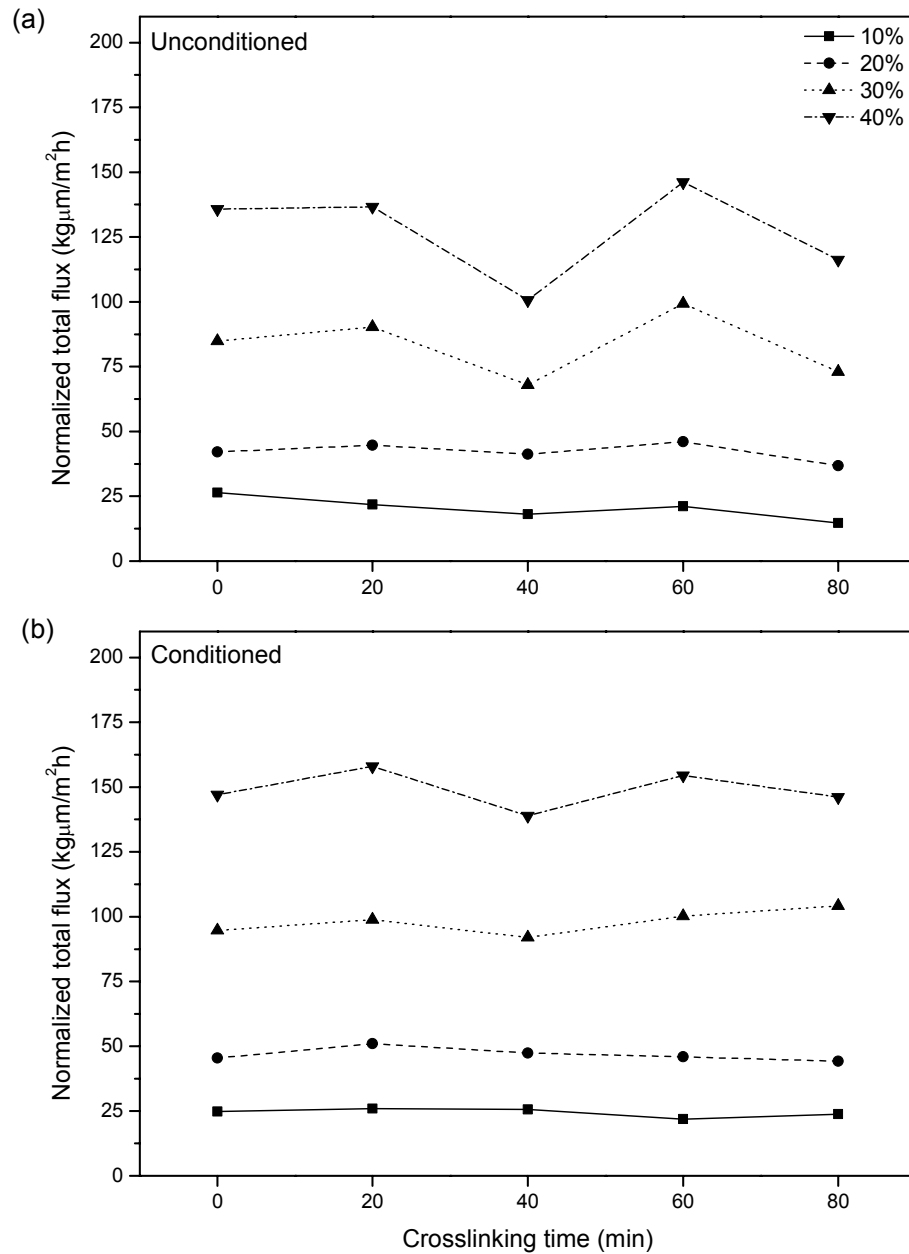 (a)
Unconditioned
10%
20%
30%
40%
200
175
150
125
100
75
50
25
0
Normalized total flux (kgμm/m²h)
0 20 40 60 80
(b)
Conditioned
200
175
150
125
100
75
50
25
0
Normalized total flux (kgμm/m²h)
0 20 40 60 80
Crosslinking time (min)